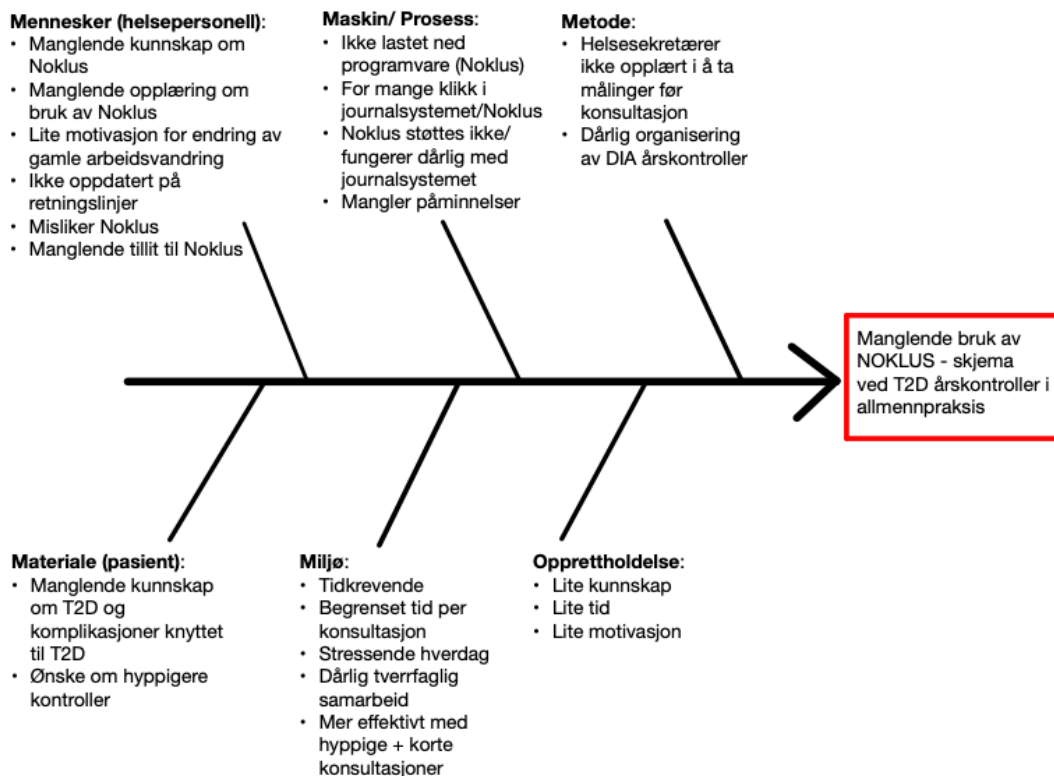 Mennesker (helsepersonell):
• Manglende kunnskap om
Noklus
• Manglende opplæring om
bruk av Noklus
• Lite motivasjon for endring av
gamle arbeidsvandring
• Ikke oppdatert på
retningslinjer
• Misliker Noklus
• Manglende tillit til Noklus
Maskin/ Prosess:
• Ikke lastet ned
programvare (Noklus)
• For mange klikk i
journalsystemet/Noklus
• Noklus støttes ikke/
fungerer dårlig med
journalsystemet
• Mangler påminnelser
Metode:
• Helsesekretærer
ikke opplært i å ta
målinger før
konsultasjon
• Dårlig organisering
av DIA årskontroller
Manglende bruk av
NOKLUS - skjema
ved T2D årskontroller i
allmennpraksis
Materiale (pasient):
• Manglende kunnskap
om T2D og
komplikasjoner knyttet
til T2D
• Ønske om hyppigere
kontroller
Miljø:
• Tidkrevende
• Begrenset tid per
konsultasjon
• Stressende hverdag
• Dårlig tverrfaglig
samarbeid
• Mer effektivt med
hyppige + korte
konsultasjoner
Opprettholdelse:
• Lite kunnskap
• Lite tid
• Lite motivasjon